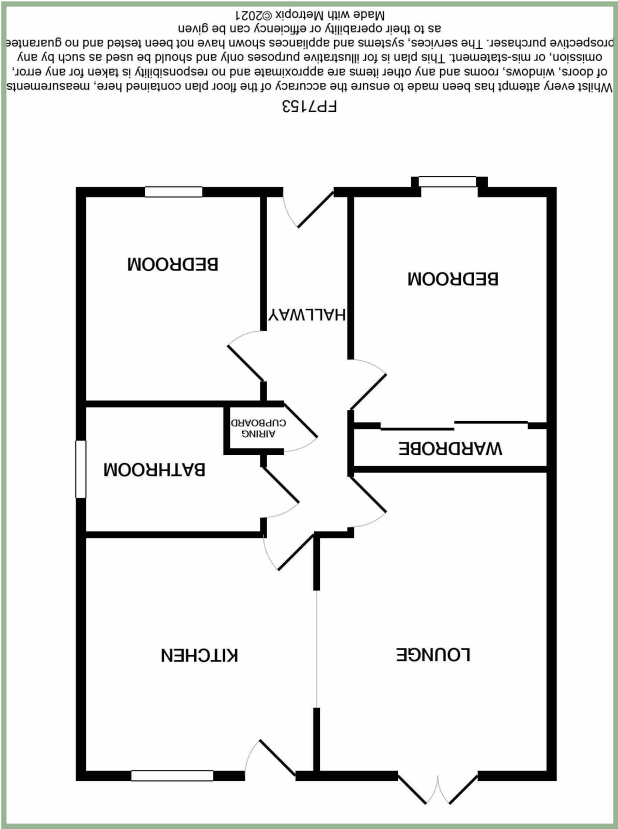 LOUNGE
KITCHEN
WARDROBE
BATHROOM
AIRING
CUPBOARD
HALLWAY
BEDROOM
BEDROOM
FP7153
Whilst every attempt has been made to ensure the accuracy of the floor plan contained here, measurements
of doors, windows, rooms and any other items are approximate and no responsibility is taken for any error,
omission, or mis-statement. This plan is for illustrative purposes only and should be used as such by any
prospective purchaser. The services, systems and appliances shown have not been tested and no guarantee
as to their operability or efficiency can be given
Made with Metropix ©2021